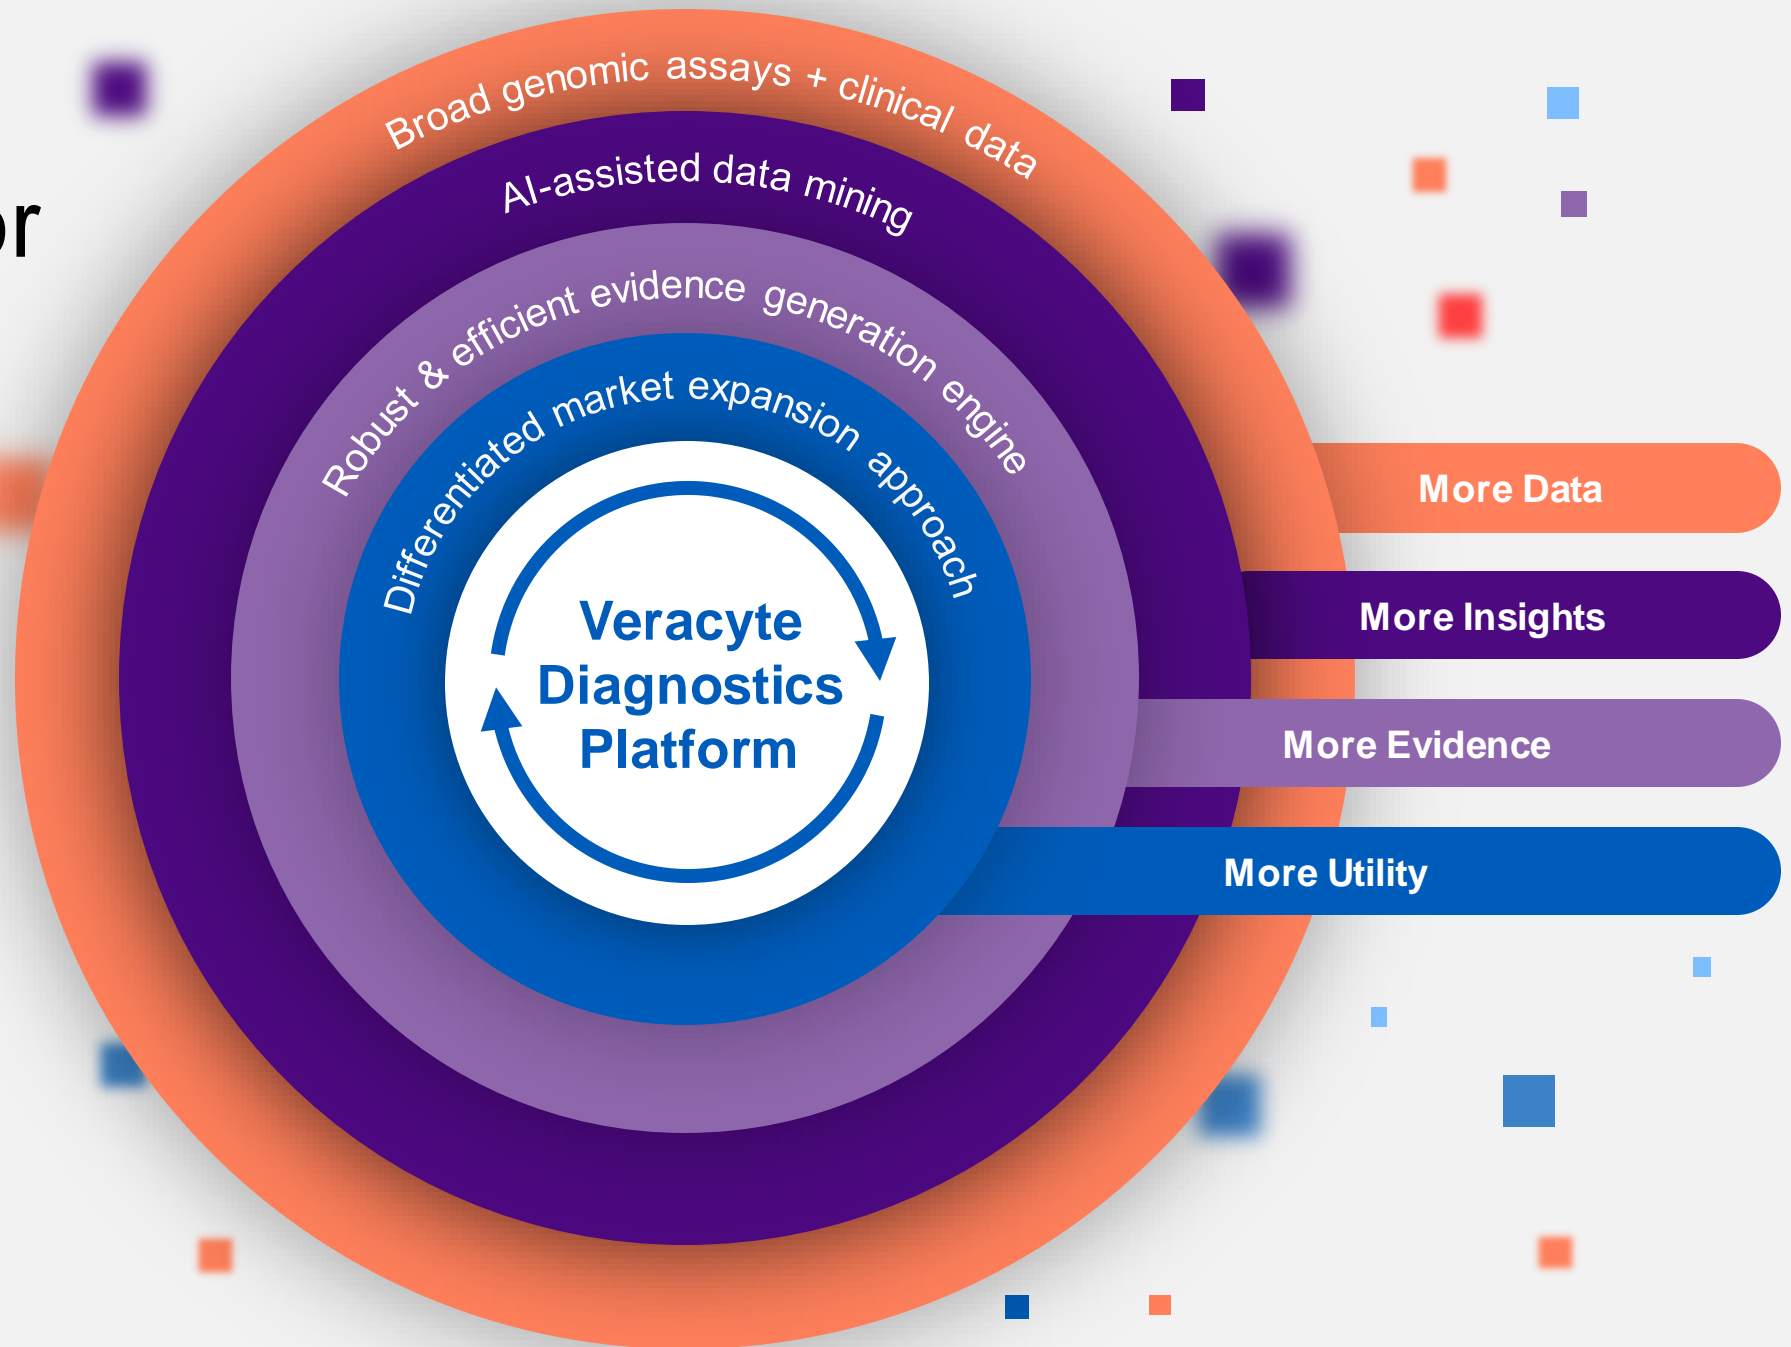 Broad genomic assays + clinical data
AI-assisted data mining
Robust & efficient evidence generation engine
Differentiated market expansion approach
Veracyte
Diagnostics
Platform
More Data
More Insights
More Evidence
More Utility